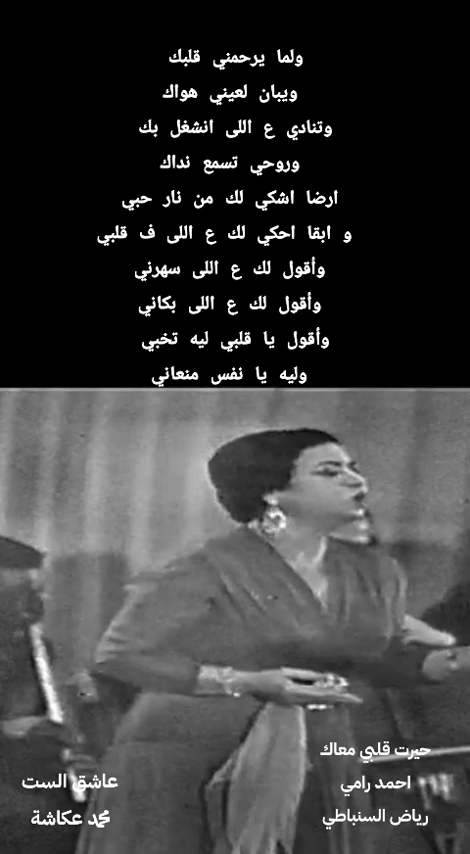 ولما يرحمني قلبك
ويبان لعيني هواك
وتنادي ع اللى انشغل بك
وروحي تسمع نداك
ارضا اشكي لك من نار حبي
و ابقا احكي لك ع اللى ف قلبي
وأقول لك ع اللى سهرني
وأقول لك ع اللى بكاني
وأقول يا قلبي ليه تخبي
وليه يا نفس منعاني
حيرت قلبي معاك
احمد رامي
رياض السنباطي
عاشق الست
محمد عكاشة